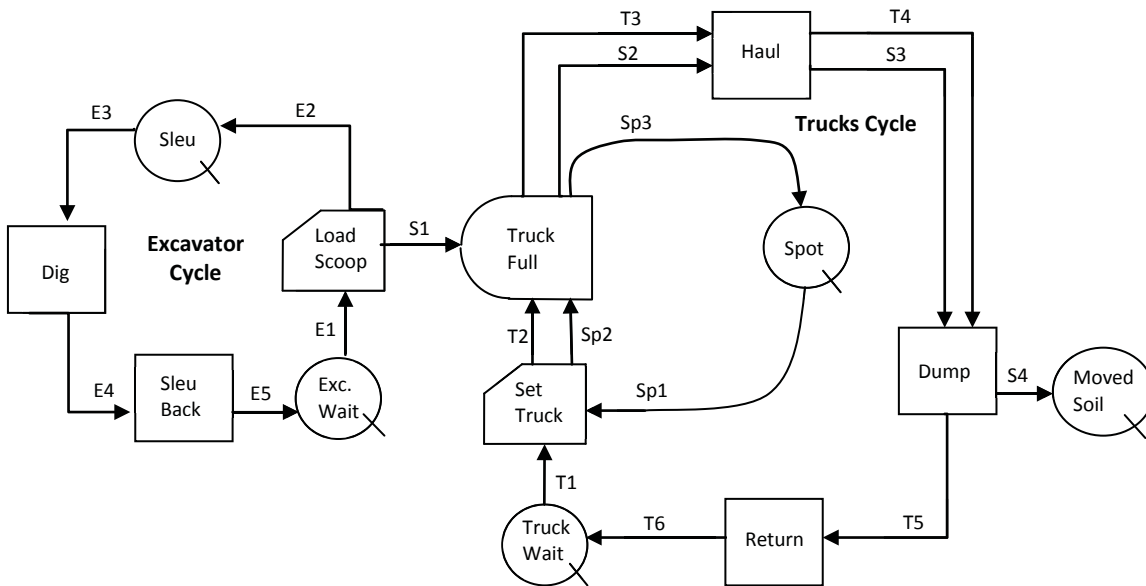 T3
T4
S2
Haul
S3
E3
E2
Sleu
Sp3
Trucks Cycle
Excavator
Cycle
Dig
Load
Scoop
S1
Truck
Full
Spot
E1
T2
Sp2
E4
Sleu
Back
E5
Exc.
Wait
Set
Truck
Sp1
Dump
S4
Moved
Soil
T1
Truck
Wait
T6
Return
T5